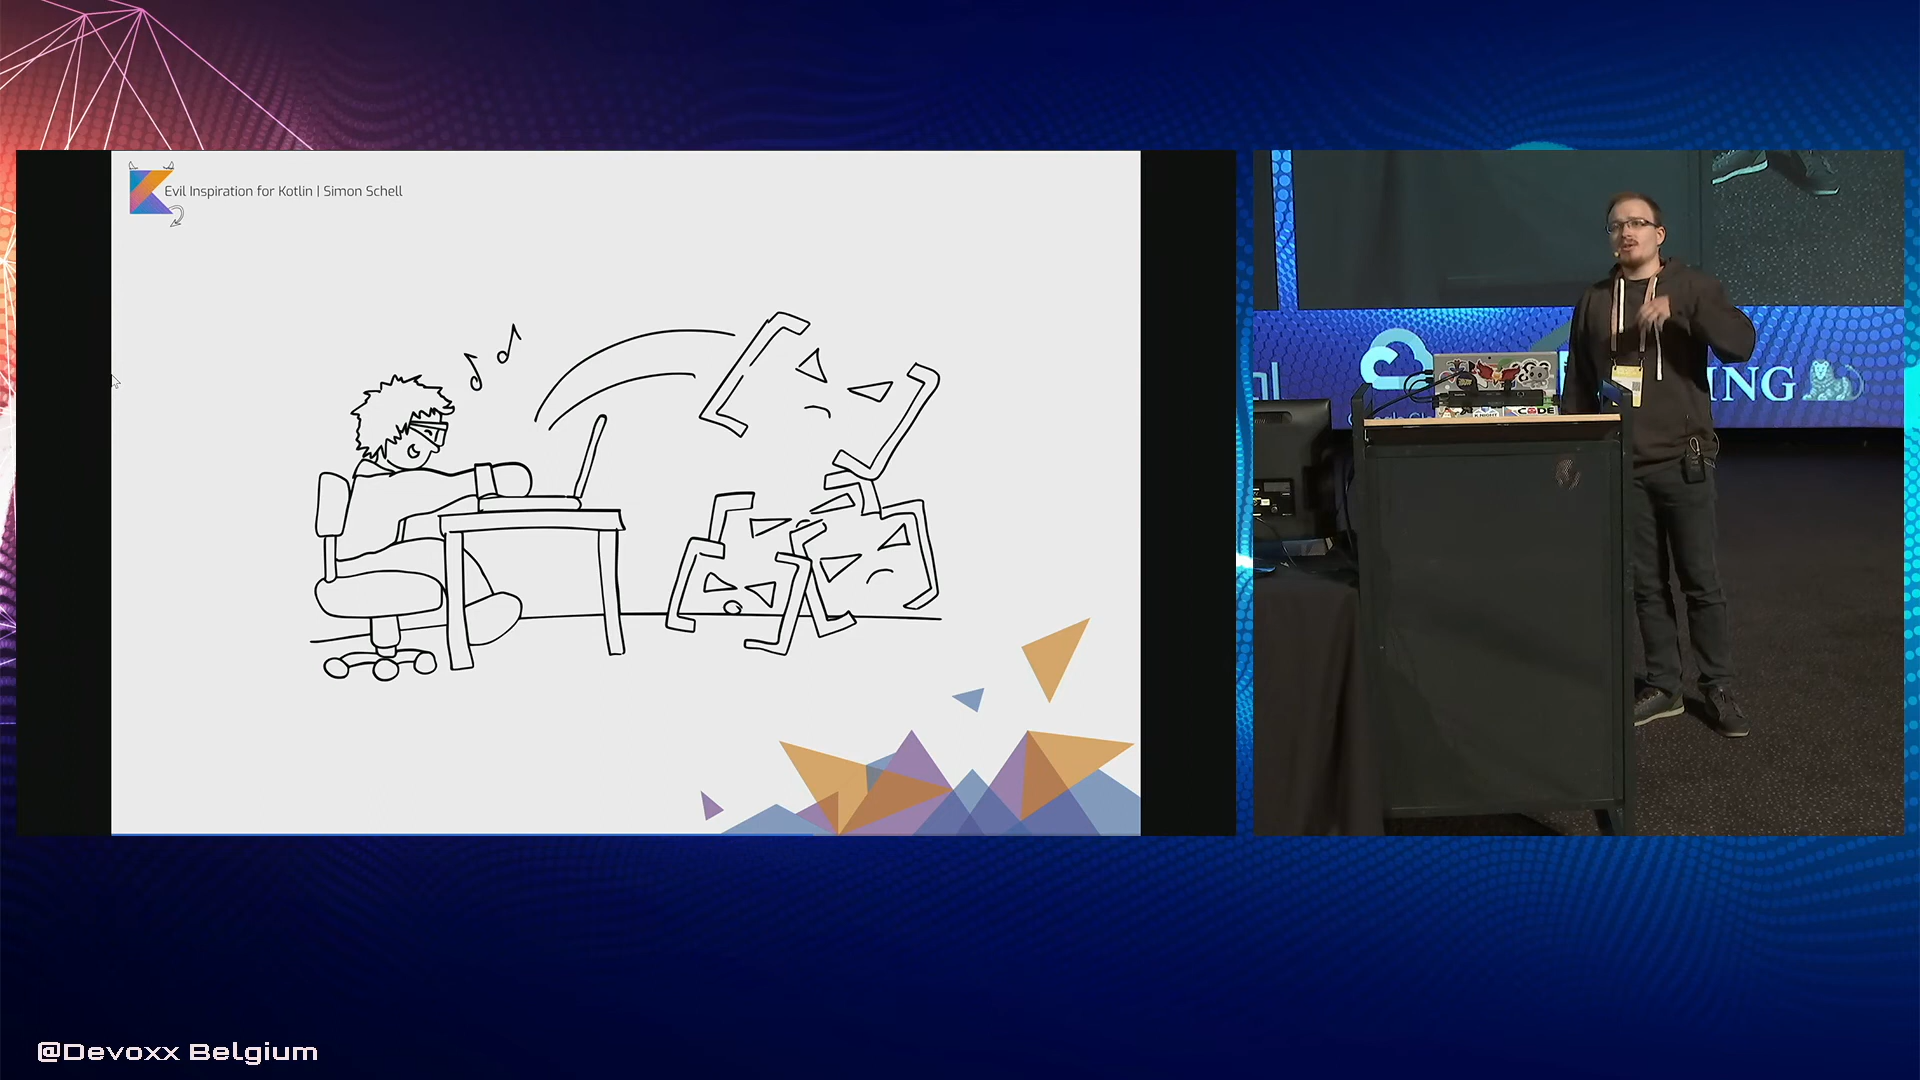 Evil Inspiration for Kotlin | Simon Schell
ING
CODE
@Devoxx Belgium